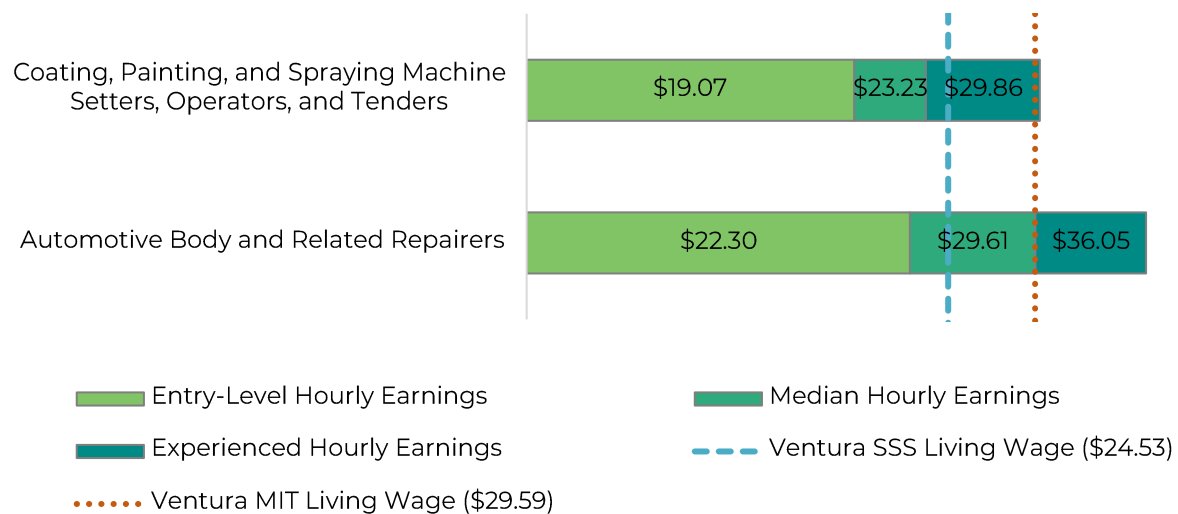 Coating, Painting, and Spraying Machine
Setters, Operators, and Tenders
$19.07
$23.23
$29.86
Automotive Body and Related Repairers
$22.30
$29.61
$36.05
Entry-Level Hourly Earnings
Median Hourly Earnings
Experienced Hourly Earnings
Ventura SSS Living Wage ($24.53)
Ventura MIT Living Wage ($29.59)